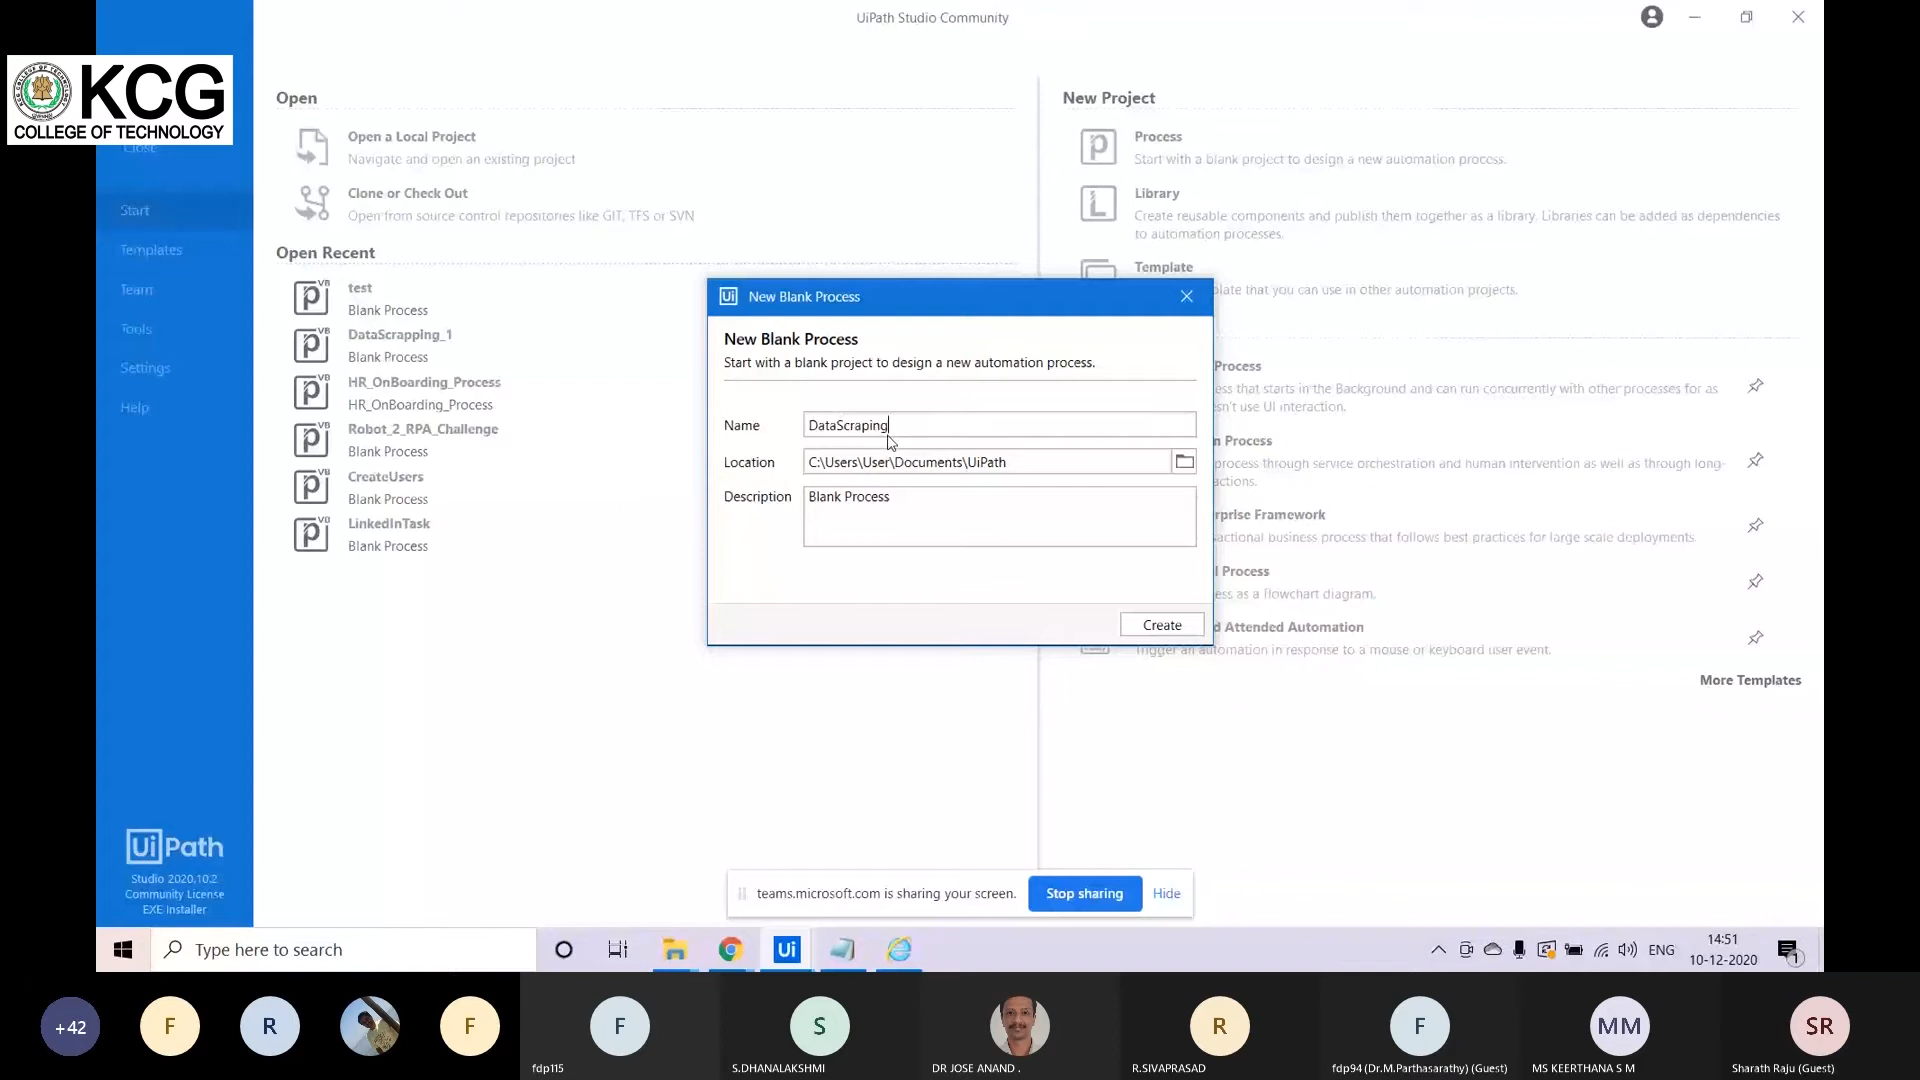 UiPath Studio Community
KCG
COLLEGE OF TECHNOLOGY
Close
Start
Templates
Team
Tools
Settings
Help
UiPath
Studio 2020.10.2
Community License
EXE Installer
Open
Open a Local Project
Navigate and open an existing project
Clone or Check Out
Open from source control repositories like GIT, TFS or SVN
Open Recent
test
Blank Process
DataScrapping_1
Blank Process
HR_OnBoarding_Process
HR_OnBoarding_Process
Robot_2_RPA_Challenge
Blank Process
CreateUsers
Blank Process
LinkedInTask
Blank Process
New Project
Process
Start with a blank project to design a new automation process.
Library
Create reusable components and publish them together as a library. Libraries can be added as dependencies
to automation processes.
Template
plate that you can use in other automation projects.
Process
ess that starts in the Background and can run concurrently with other processes for as
sn't use UI interaction.
n Process
process through service orchestration and human intervention as well as through long-
actions.
rprise Framework
sactional business process that follows best practices for large scale deployments.
l Process
ess as a flowchart diagram.
d Attended Automation
Trigger an automation in response to a mouse or keyboard user event.
More Templates
Ui New Blank Process
New Blank Process
Start with a blank project to design a new automation process.
Name DataScraping
Location C:\Users\User\Documents\UiPath
Description Blank Process
Create
teams.microsoft.com is sharing your screen. Stop sharing Hide
Type here to search
Ui
ENG
14:51
10-12-2020
1
+42
F
R
F
F
fdp115
S
S.DHANALAKSHMI
DR JOSE ANAND .
R
R.SIVAPRASAD
F
fdp94 (Dr.M.Parthasarathy) (Guest)
MM
MS KEERTHANA S M
SR
Sharath Raju (Guest)